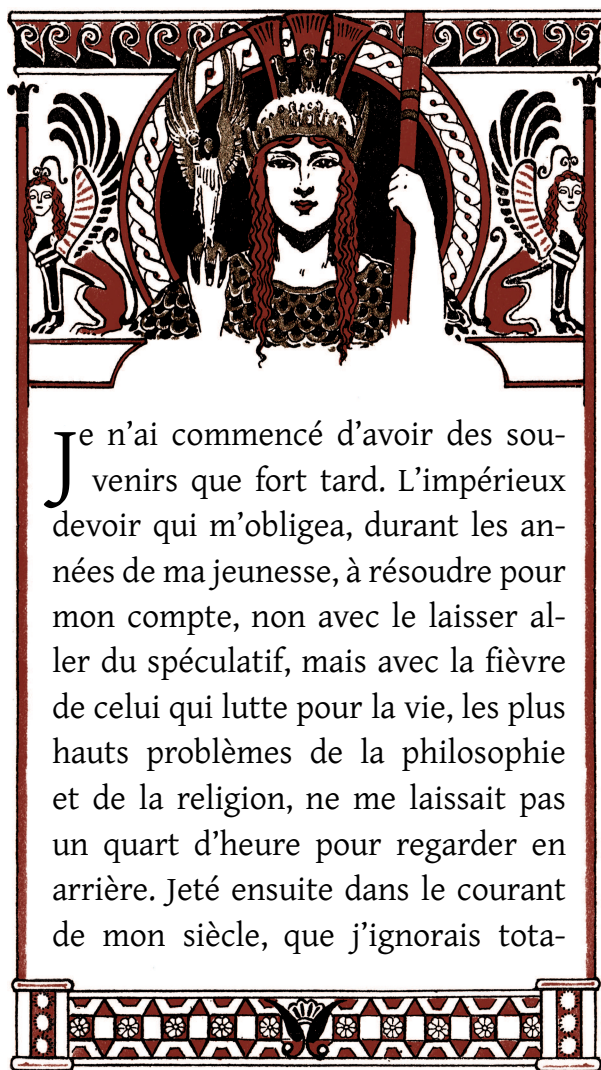 Je n’ai commencé d’avoir des sou-
venirs que fort tard. L’impérieux
devoir qui m’obligea, durant les an-
nées de ma jeunesse, à résoudre pour
mon compte, non avec le laisser al-
ler du spéculatif, mais avec la fièvre
de celui qui lutte pour la vie, les plus
hauts problèmes de la philosophie
et de la religion, ne me laissait pas
un quart d’heure pour regarder en
arrière. Jeté ensuite dans le courant
de mon siècle, que j’ignorais tota-